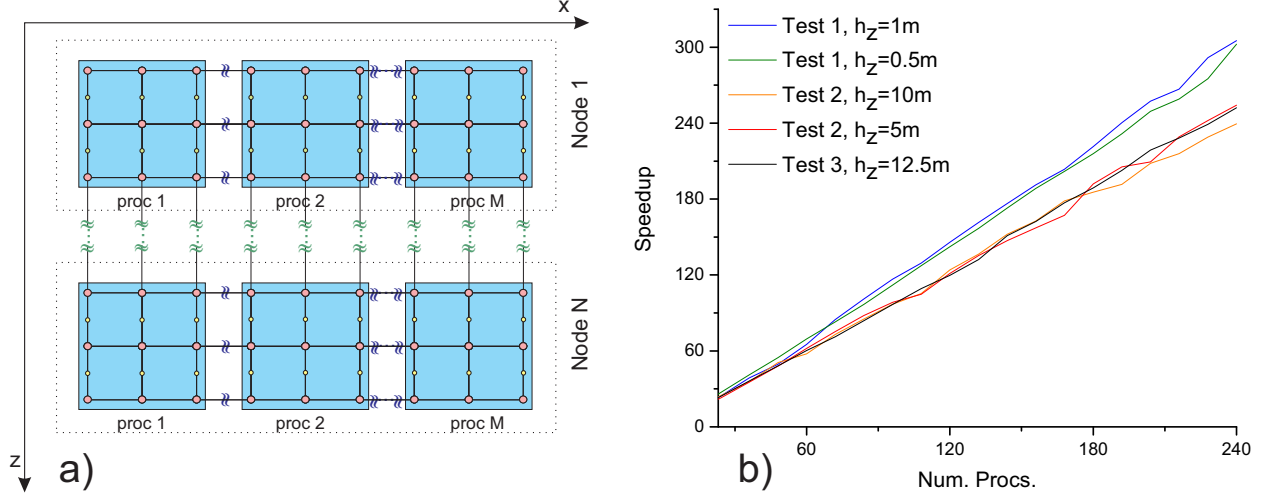 x
z
Node 1
proc 1
proc 2
proc M
Node N
proc 1
proc 2
proc M
a)
Speedup
300
240
180
120
60
0
Test 1, hz=1m
Test 1, hz=0.5m
Test 2, hz=10m
Test 2, hz=5m
Test 3, hz=12.5m
60
120
180
240
Num. Procs.
b)